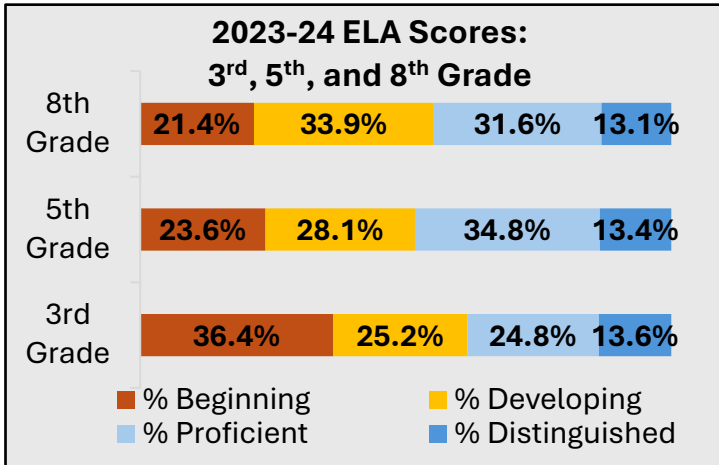 2023-24 ELA Scores:
3rd, 5th, and 8th Grade
8th
Grade
21.4% 33.9% 31.6% 13.1%
5th
Grade
23.6% 28.1% 34.8% 13.4%
3rd
Grade
36.4% 25.2% 24.8% 13.6%
% Beginning % Developing
% Proficient % Distinguished